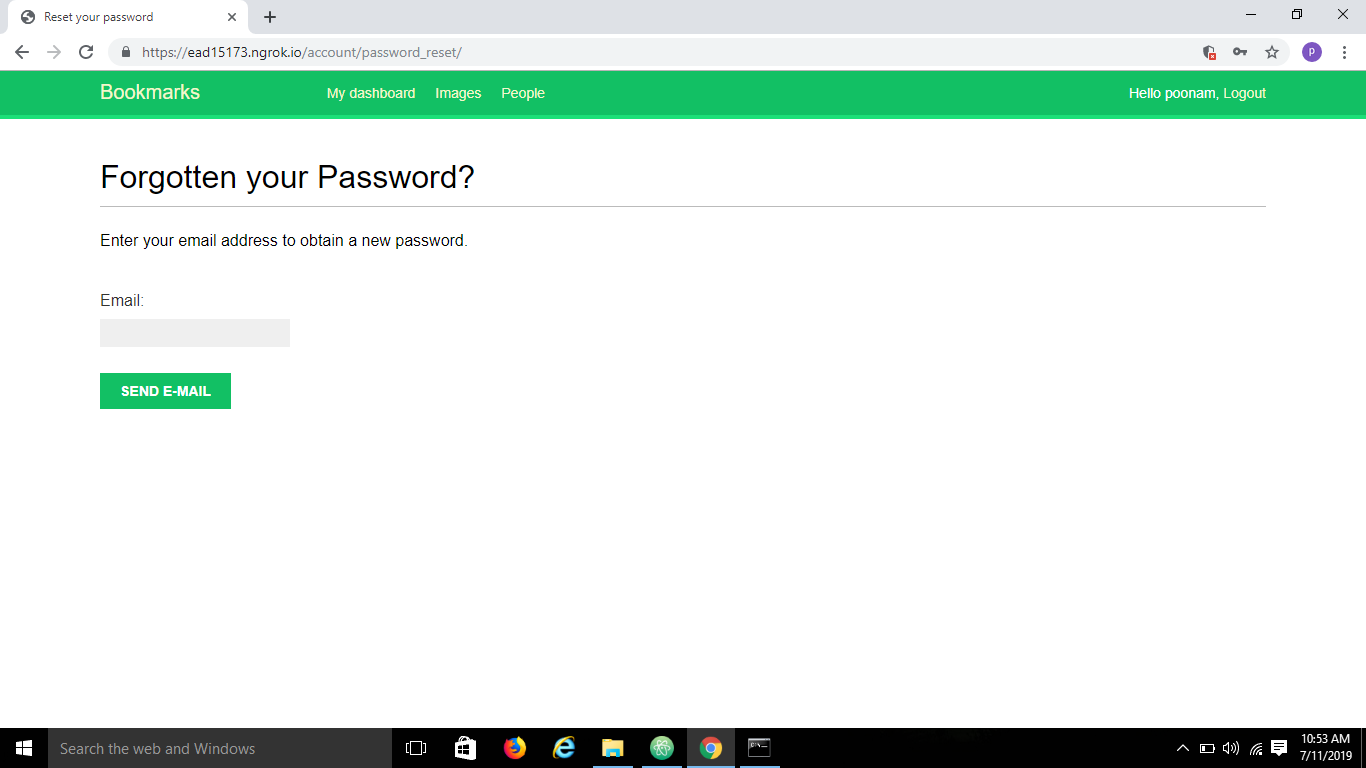 Reset your password
https://ead15173.ngrok.io/account/password_reset/
p
Bookmarks
My dashboard Images People
Hello poonam, Logout
Forgotten your Password?
Enter your email address to obtain a new password.
Email:
SEND E-MAIL
Search the web and Windows
10:53 AM
7/11/2019